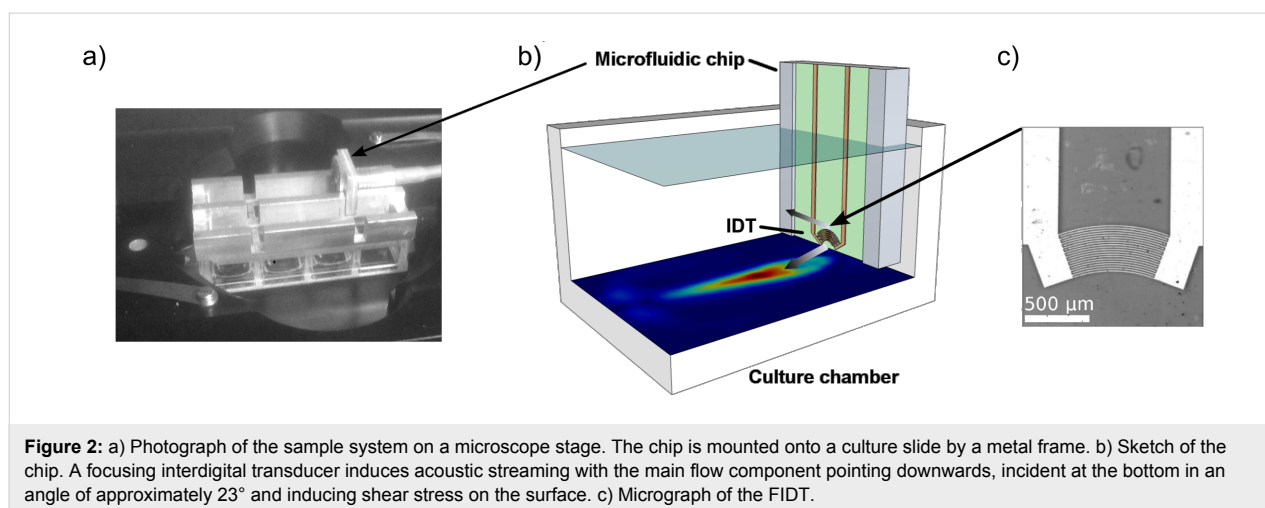 a)
b)
Microfluidic chip
c)
IDT
500 µm
Culture chamber
Figure 2: a) Photograph of the sample system on a microscope stage. The chip is mounted onto a culture slide by a metal frame. b) Sketch of the
chip. A focusing interdigital transducer induces acoustic streaming with the main flow component pointing downwards, incident at the bottom in an
angle of approximately 23° and inducing shear stress on the surface. c) Micrograph of the FIDT.